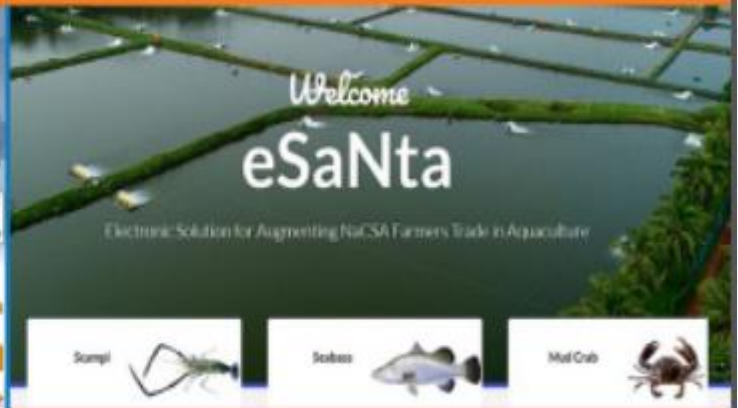 Welcome
eSaNta
Electronic Solution for Augmenting NaCSA Farmers Trade in Aquaculture
Scampi
Seabass
Mud Crab